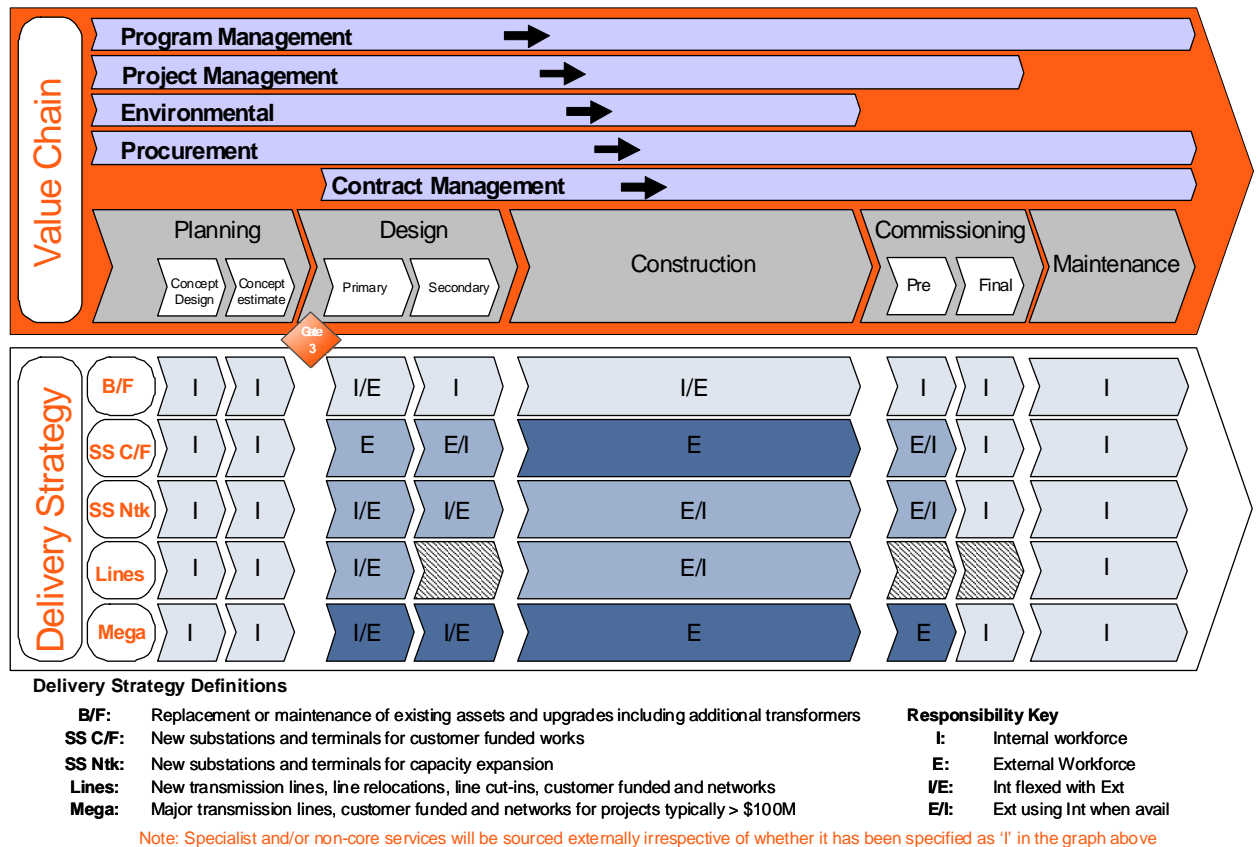 Value Chain
Program Management
Project Management
Environmental
Procurement
Contract Management
Planning
Concept
Design
Concept
estimate
Design
Primary
Secondary
Construction
Commissioning
Pre
Final
Maintenance
Gate
3
Delivery Strategy
B/F I I I/E I I/E I I I
SS C/F I I E E/I E E/I I I
SS Ntk I I I/E I/E E/I E/I I I
Lines I I I/E E/I I
Mega I I I/E I/E E E I I
Delivery Strategy Definitions
B/F: Replacement or maintenance of existing assets and upgrades including additional transformers
SS C/F: New substations and terminals for customer funded works
SS Ntk: New substations and terminals for capacity expansion
Lines: New transmission lines, line relocations, line cut-ins, customer funded and networks
Mega: Major transmission lines, customer funded and networks for projects typically > $100M
Responsibility Key
I: Internal workforce
E: External Workforce
I/E: Int flexed with Ext
E/I: Ext using Int when avail
Note: Specialist and/or non-core services will be sourced externally irrespective of whether it has been specified as 'I' in the graph above